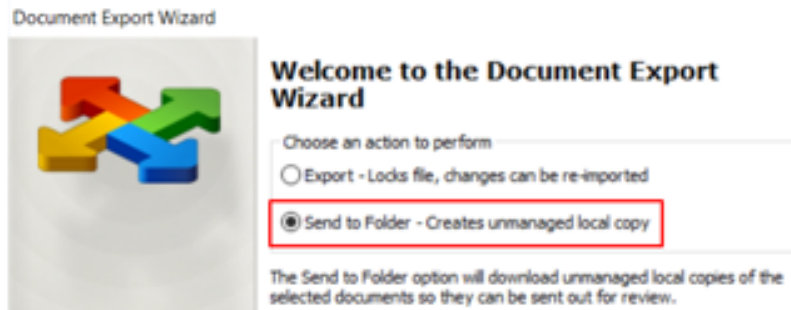 Document Export Wizard
Welcome to the Document Export
Wizard
Choose an action to perform
Export - Locks file, changes can be re-imported
Send to Folder - Creates unmanaged local copy
The Send to Folder option will download unmanaged local copies of the
selected documents so they can be sent out for review.